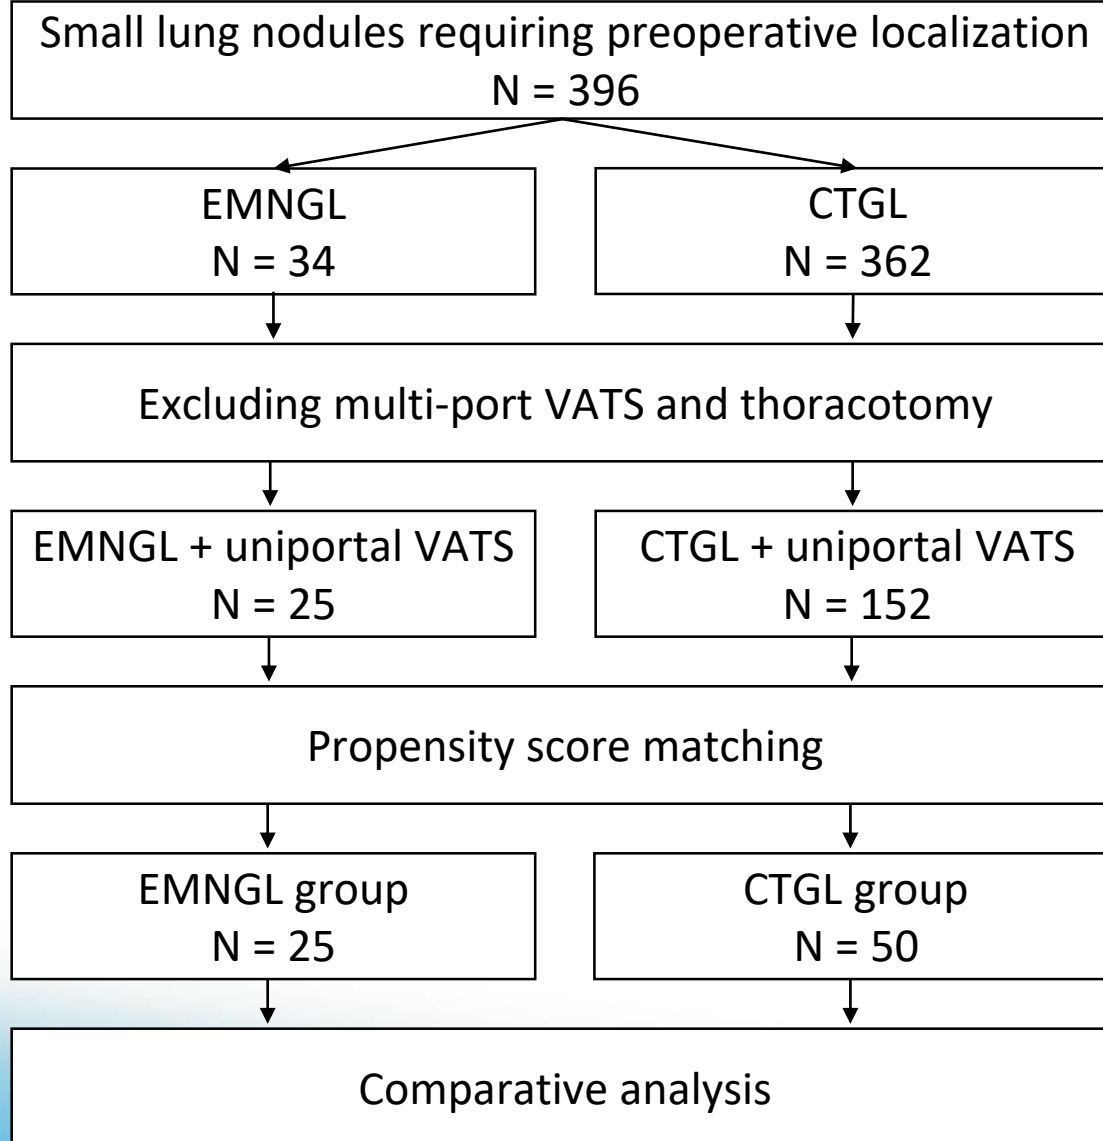 Small lung nodules requiring preoperative localization
N = 396
EMNGL
N = 34
CTGL
N = 362
Excluding multi-port VATS and thoracotomy
EMNGL + uniportal VATS
N = 25
CTGL + uniportal VATS
N = 152
Propensity score matching
EMNGL group
N = 25
CTGL group
N = 50
Comparative analysis